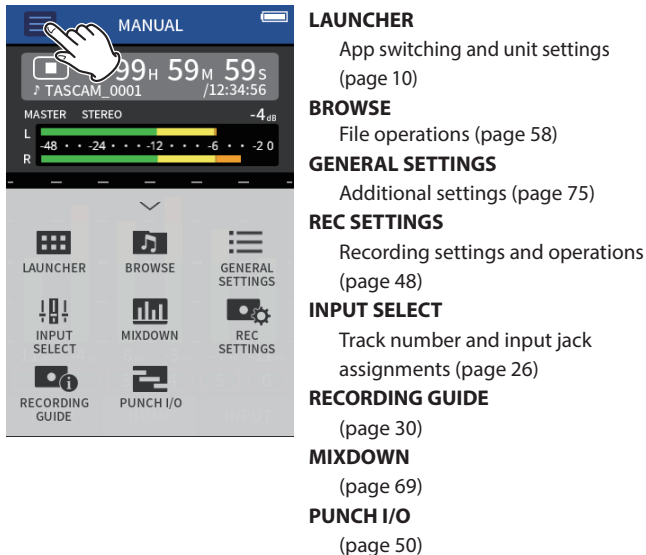 MANUAL
99H 59M 59S
♪ TASCAM_0001 /12:34:56
MASTER STEREO -4dB
L
-48 · · -24 · · · -12 · · · -6 · · -2 0
R
LAUNCHER BROWSE GENERAL
SETTINGS
INPUT
SELECT
MIXDOWN
REC
SETTINGS
RECORDING
GUIDE
PUNCH I/O
LAUNCHER
App switching and unit settings
(page 10)
BROWSE
File operations (page 58)
GENERAL SETTINGS
Additional settings (page 75)
REC SETTINGS
Recording settings and operations
(page 48)
INPUT SELECT
Track number and input jack
assignments (page 26)
RECORDING GUIDE
(page 30)
MIXDOWN
(page 69)
PUNCH I/O
(page 50)